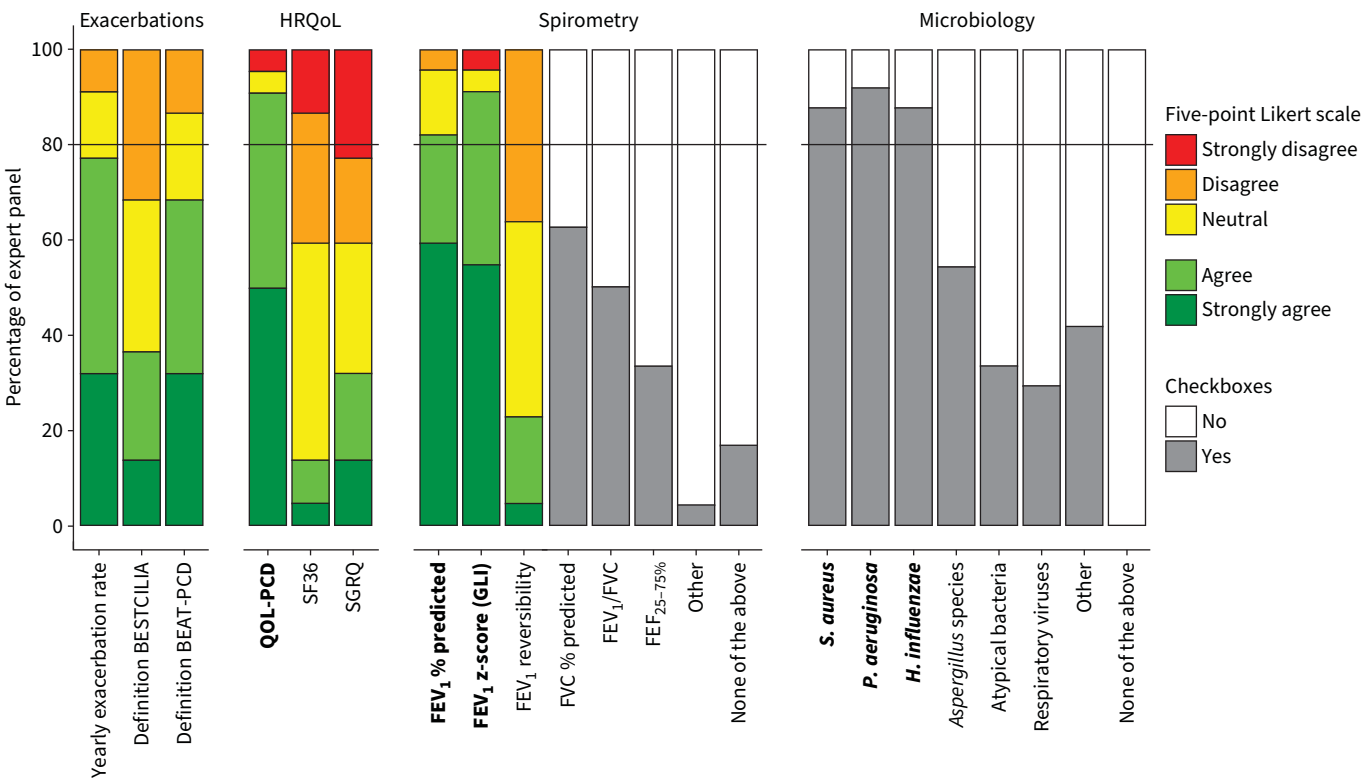 Exacerbations
HRQoL
Spirometry
Microbiology
Percentage of expert panel
100
80
60
40
20
0
Yearly exacerbation rate
Definition BESTCILIA
Definition BEAT-PCD
QOL-PCD
SF36
SGRQ
FEV1 % predicted
FEV1 z-score (GLI)
FEV1 reversibility
FVC % predicted
FEV1/FVC
FEF25–75%
Other
None of the above
S. aureus
P. aeruginosa
H. influenzae
Aspergillus species
Atypical bacteria
Respiratory viruses
Other
None of the above
Five-point Likert scale
Strongly disagree
Disagree
Neutral
Agree
Strongly agree
Checkboxes
No
Yes